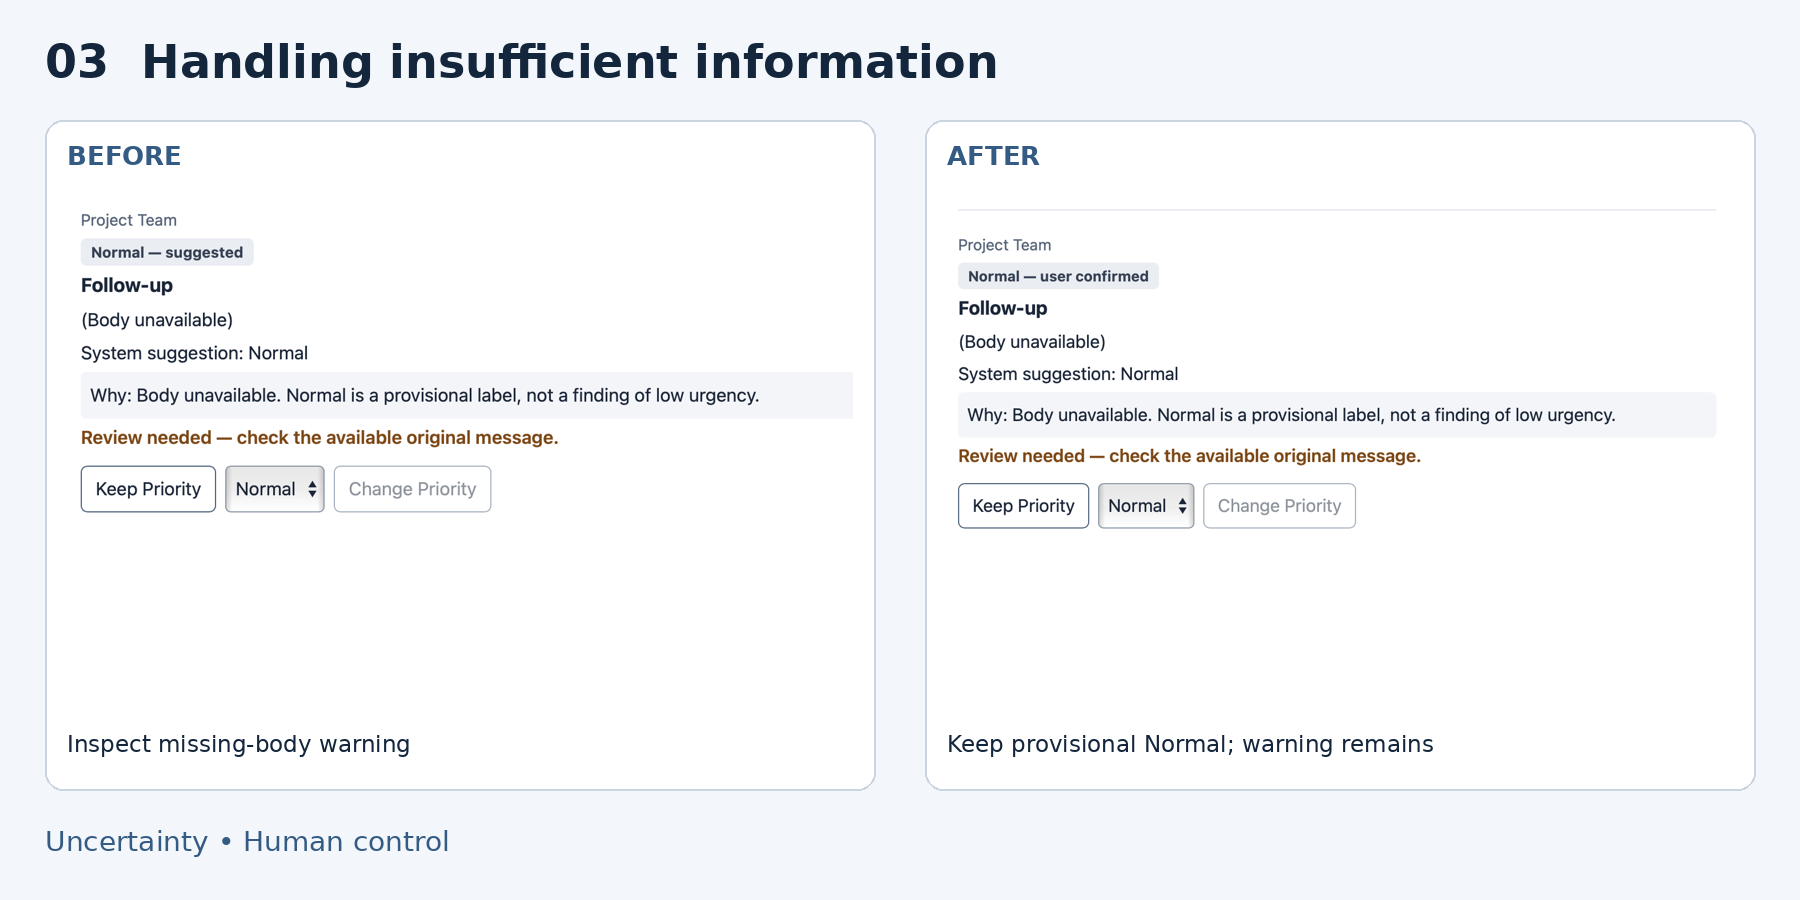 03 Handling insufficient information
BEFORE
Project Team
Normal — suggested
Follow-up
(Body unavailable)
System suggestion: Normal
Why: Body unavailable. Normal is a provisional label, not a finding of low urgency.
Review needed — check the available original message.
Keep Priority Normal Change Priority
Inspect missing-body warning
AFTER
Project Team
Normal — user confirmed
Follow-up
(Body unavailable)
System suggestion: Normal
Why: Body unavailable. Normal is a provisional label, not a finding of low urgency.
Review needed — check the available original message.
Keep Priority Normal Change Priority
Keep provisional Normal; warning remains
Uncertainty • Human control